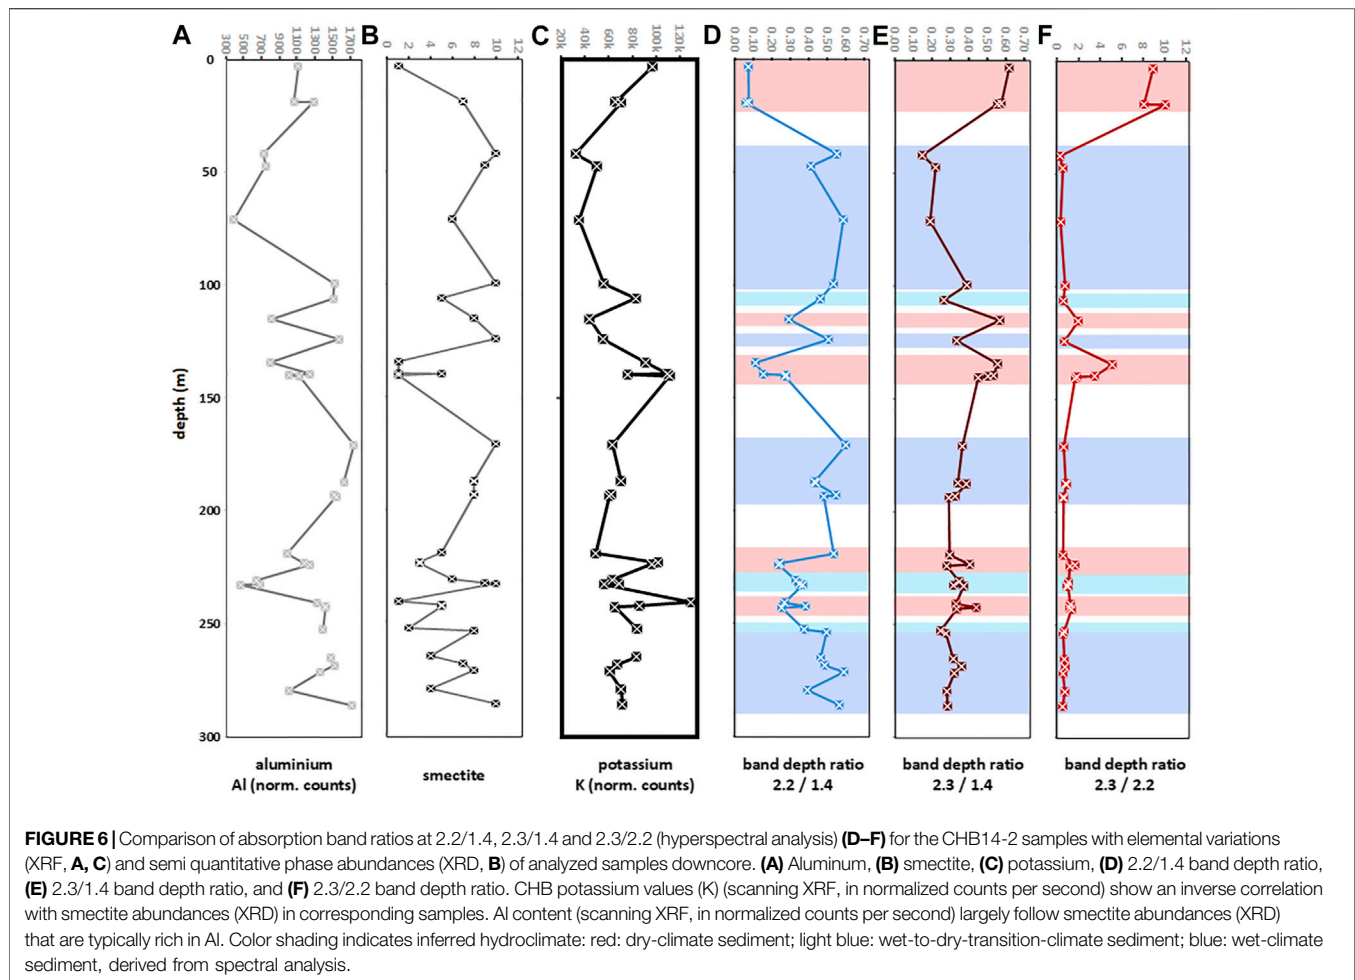 A
B
C
D
E
F
300 500 700 900 1100 1300 1500 1700
0 2 4 6 8 10 12
20k 40k 60k 80k 100k 120k
0.00 0.10 0.20 0.30 0.40 0.50 0.60 0.70
0.00 0.10 0.20 0.30 0.40 0.50 0.60 0.70
0 2 4 6 8 10 12
0
50
100
150
200
250
300
depth (m)
aluminium
Al (norm. counts)
smectite
potassium
K (norm. counts)
band depth ratio
2.2 / 1.4
band depth ratio
2.3 / 1.4
band depth ratio
2.3 / 2.2
FIGURE 6 | Comparison of absorption band ratios at 2.2/1.4, 2.3/1.4 and 2.3/2.2 (hyperspectral analysis) (D–F) for the CHB14-2 samples with elemental variations
(XRF, A, C) and semi quantitative phase abundances (XRD, B) of analyzed samples downcore. (A) Aluminum, (B) smectite, (C) potassium, (D) 2.2/1.4 band depth ratio,
(E) 2.3/1.4 band depth ratio, and (F) 2.3/2.2 band depth ratio. CHB potassium values (K) (scanning XRF, in normalized counts per second) show an inverse correlation
with smectite abundances (XRD) in corresponding samples. Al content (scanning XRF, in normalized counts per second) largely follow smectite abundances (XRD)
that are typically rich in Al. Color shading indicates inferred hydroclimate: red: dry-climate sediment; light blue: wet-to-dry-transition-climate sediment; blue: wet-climate
sediment, derived from spectral analysis.